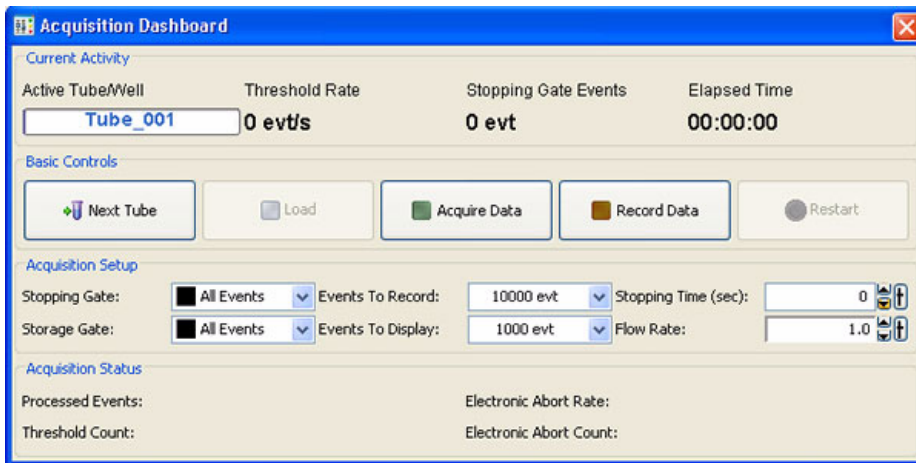 Acquisition Dashboard
Current Activity
Active Tube/Well Threshold Rate Stopping Gate Events Elapsed Time
Tube_001 0 evt/s 0 evt 00:00:00
Basic Controls
Next Tube Load Acquire Data Record Data Restart
Acquisition Setup
Stopping Gate: All Events Events To Record: 10000 evt Stopping Time (sec): 0
Storage Gate: All Events Events To Display: 1000 evt Flow Rate: 1.0
Acquisition Status
Processed Events: Electronic Abort Rate:
Threshold Count: Electronic Abort Count: